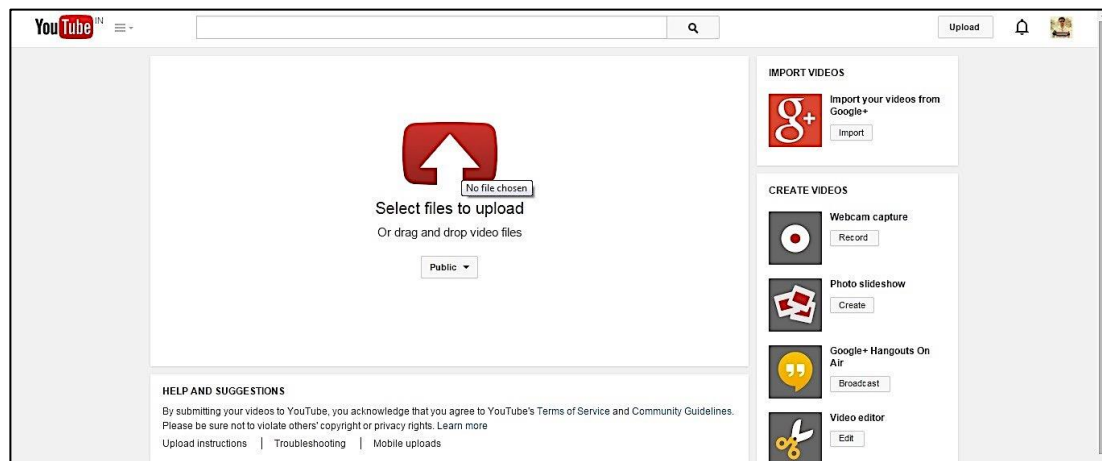 YouTube IN
Upload
Select files to upload
No file chosen
Or drag and drop video files
Public
HELP AND SUGGESTIONS
By submitting your videos to YouTube, you acknowledge that you agree to YouTube's Terms of Service and Community Guidelines.
Please be sure not to violate others' copyright or privacy rights. Learn more
Upload instructions | Troubleshooting | Mobile uploads
IMPORT VIDEOS
g+
Import your videos from
Google+
Import
CREATE VIDEOS
Webcam capture
Record
Photo slideshow
Create
Google+ Hangouts On
Air
Broadcast
Video editor
Edit